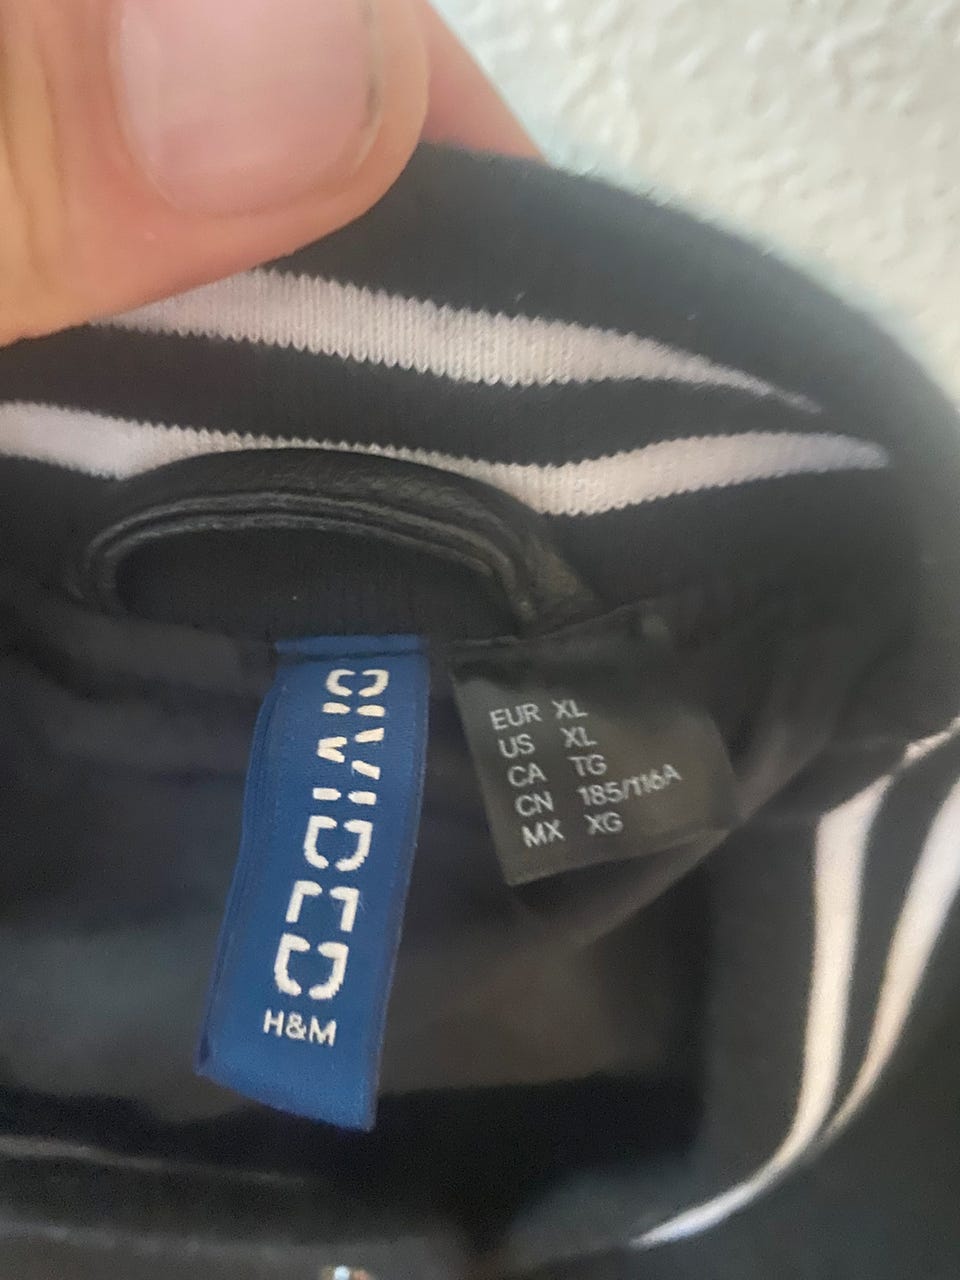 DIVIDED
H&M
EUR XL
US XL
CA TG
CN 185/116A
MX XG